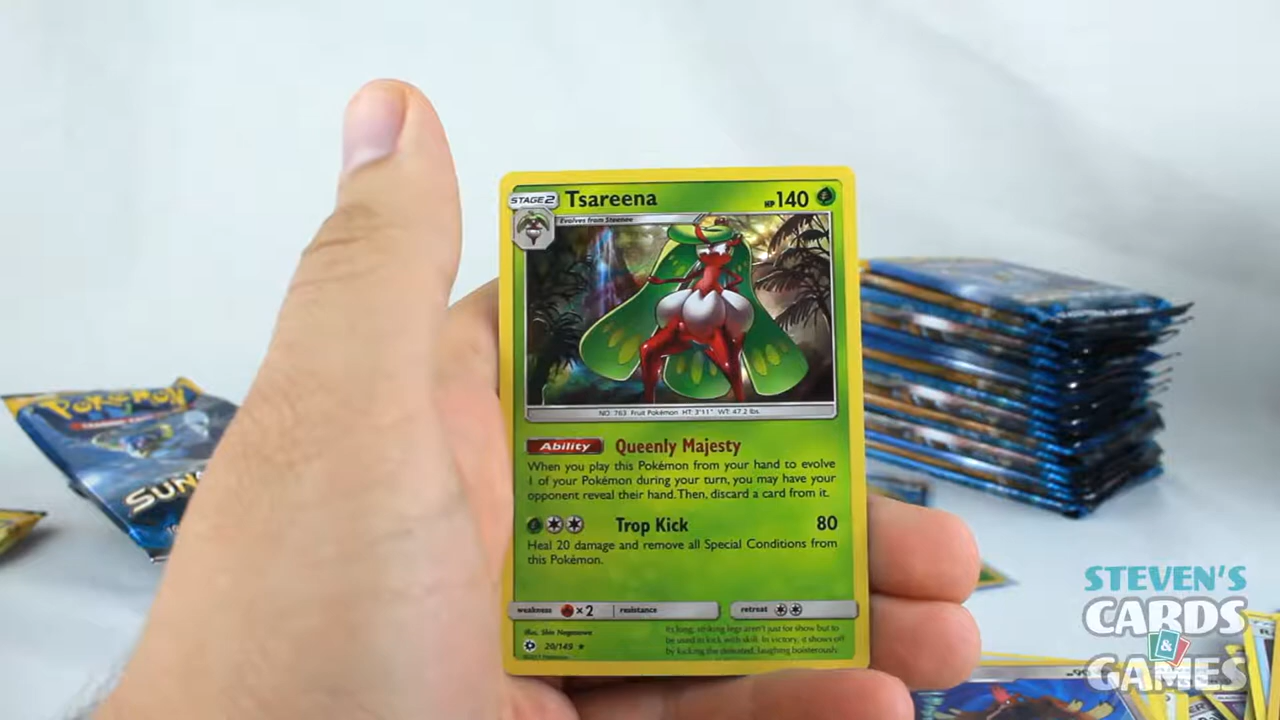 STAGE2 Tsareena HP 140
Evolves from Steenee
NO. 763 Fruit Pokémon HT: 3'11" WT: 47.2 lbs.
Ability Queenly Majesty
When you play this Pokémon from your hand to evolve
1 of your Pokémon during your turn, you may have your
opponent reveal their hand. Then, discard a card from it.
Trop Kick 80
Heal 20 damage and remove all Special Conditions from
this Pokémon.
weakness ×2 resistance retreat
Illus. Shin Nagasawa
20/149
Its long, striking legs aren't just for show but to
be used to kick with skill. In victory, it shows off
by kicking the defeated, laughing boisterously.
POKÉMON
SUN
STEVEN'S
CARDS
&
GAMES